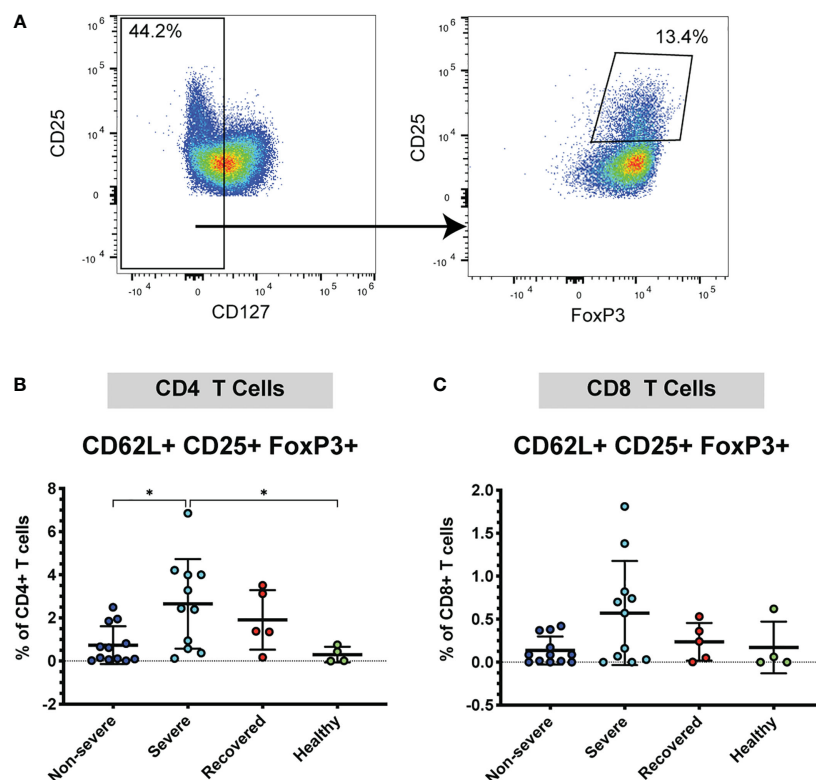 A
44.2%
CD25
10^6
10^5
10^4
0
-10^4
-10^4
0
10^4
10^5
10^6
CD127
13.4%
CD25
10^6
10^5
10^4
0
-10^4
-10^4
0
10^4
10^5
FoxP3
B
CD4 T Cells
CD62L+ CD25+ FoxP3+
% of CD4+ T cells
8
6
4
2
0
-2
*
*
Non-severe
Severe
Recovered
Healthy
C
CD8 T Cells
CD62L+ CD25+ FoxP3+
% of CD8+ T cells
2.0
1.5
1.0
0.5
0.0
-0.5
Non-severe
Severe
Recovered
Healthy